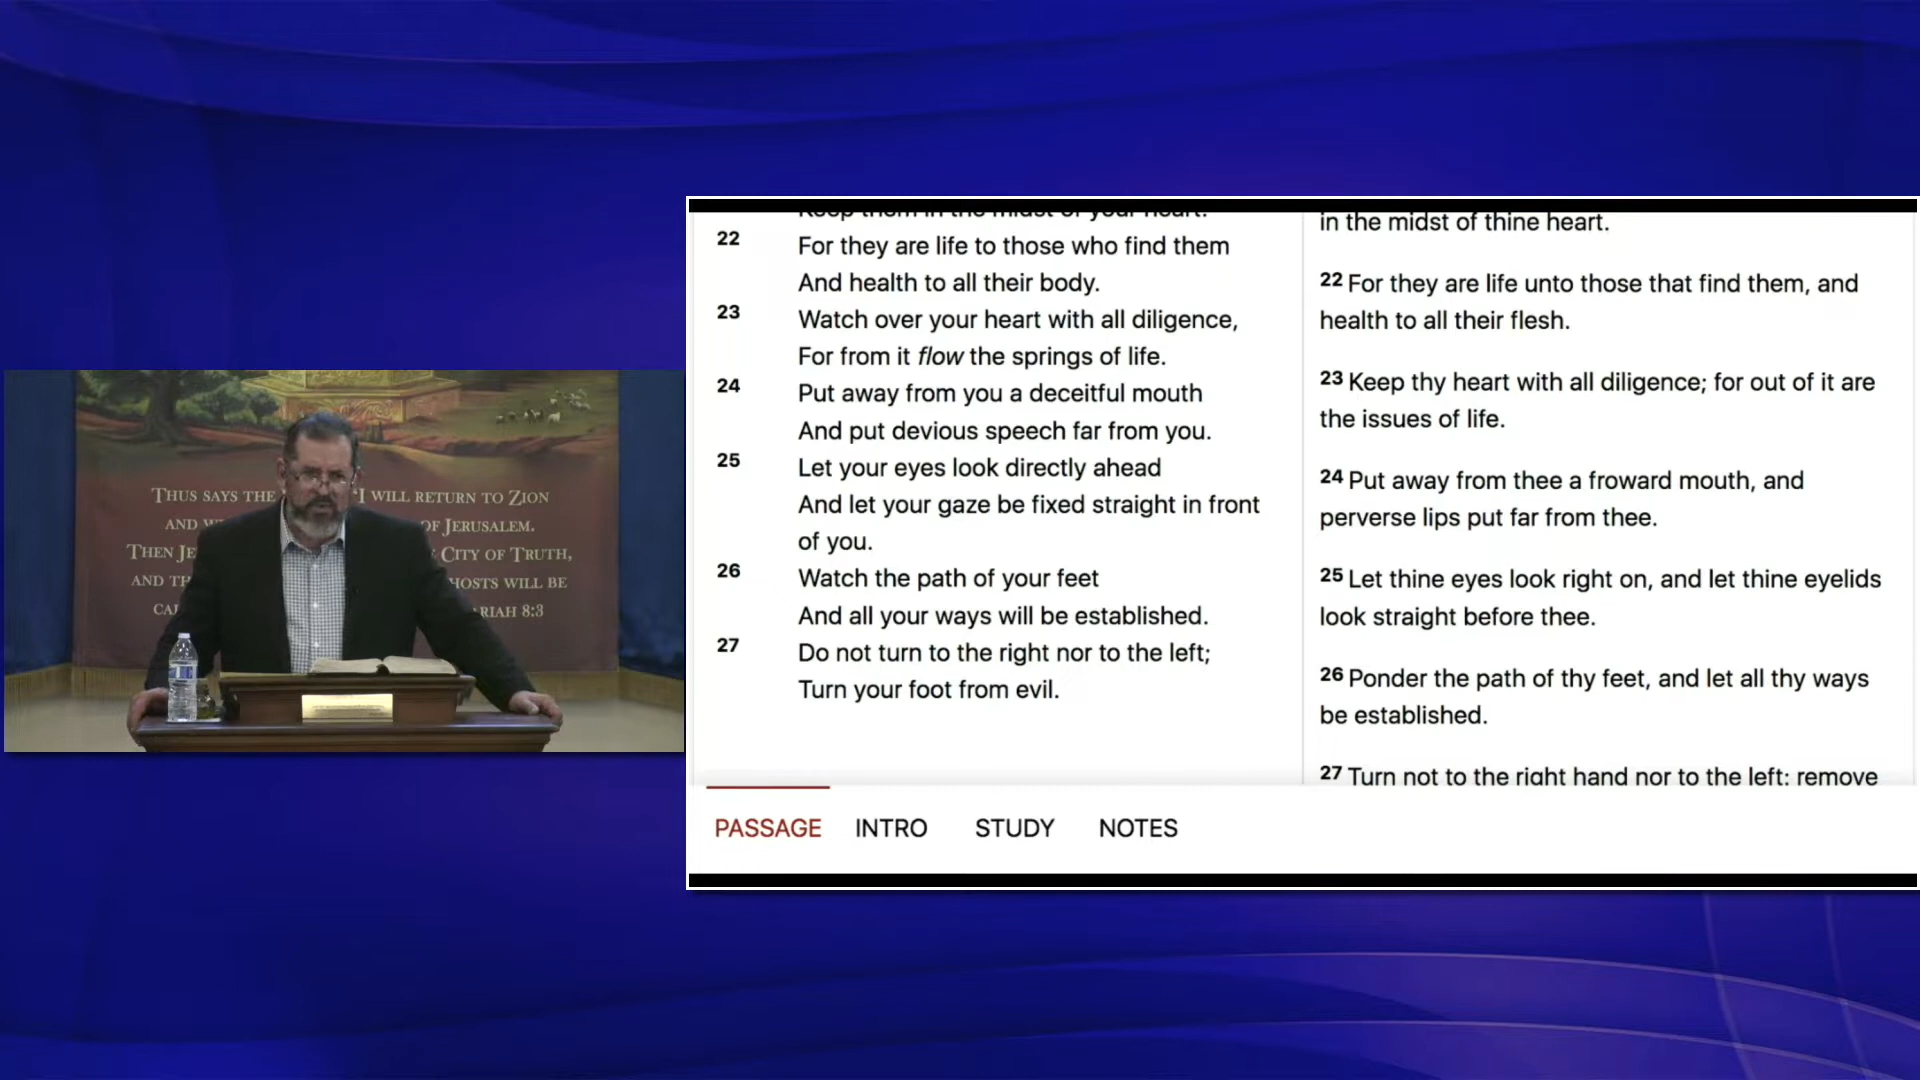 THUS SAYS THE "I WILL RETURN TO ZION
AND OF JERUSALEM.
THEN CITY OF TRUTH,
AND HOSTS WILL BE
8:3
Keep them in the midst of your heart.
22 For they are life to those who find them
And health to all their body.
23 Watch over your heart with all diligence,
For from it flow the springs of life.
24 Put away from you a deceitful mouth
And put devious speech far from you.
25 Let your eyes look directly ahead
And let your gaze be fixed straight in front
of you.
26 Watch the path of your feet
And all your ways will be established.
27 Do not turn to the right nor to the left;
Turn your foot from evil.
in the midst of thine heart.
22 For they are life unto those that find them, and
health to all their flesh.
23 Keep thy heart with all diligence; for out of it are
the issues of life.
24 Put away from thee a froward mouth, and
perverse lips put far from thee.
25 Let thine eyes look right on, and let thine eyelids
look straight before thee.
26 Ponder the path of thy feet, and let all thy ways
be established.
27 Turn not to the right hand nor to the left: remove
PASSAGE INTRO STUDY NOTES